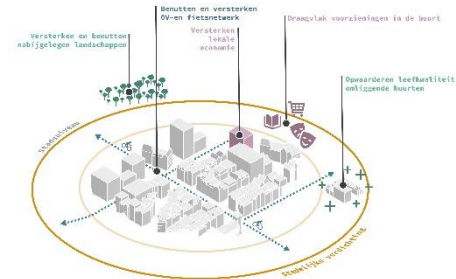 Benutten en versterken
OV-en fietsnetwerk
Draagvlak voorzieningen in de buurt
Versterken en benutten
nabijgelegen landschappen
Versterken
lokale
economie
Opwaarderen leefkwaliteit
omliggende buurten
Stadsniveau
Stedelijke verdichting